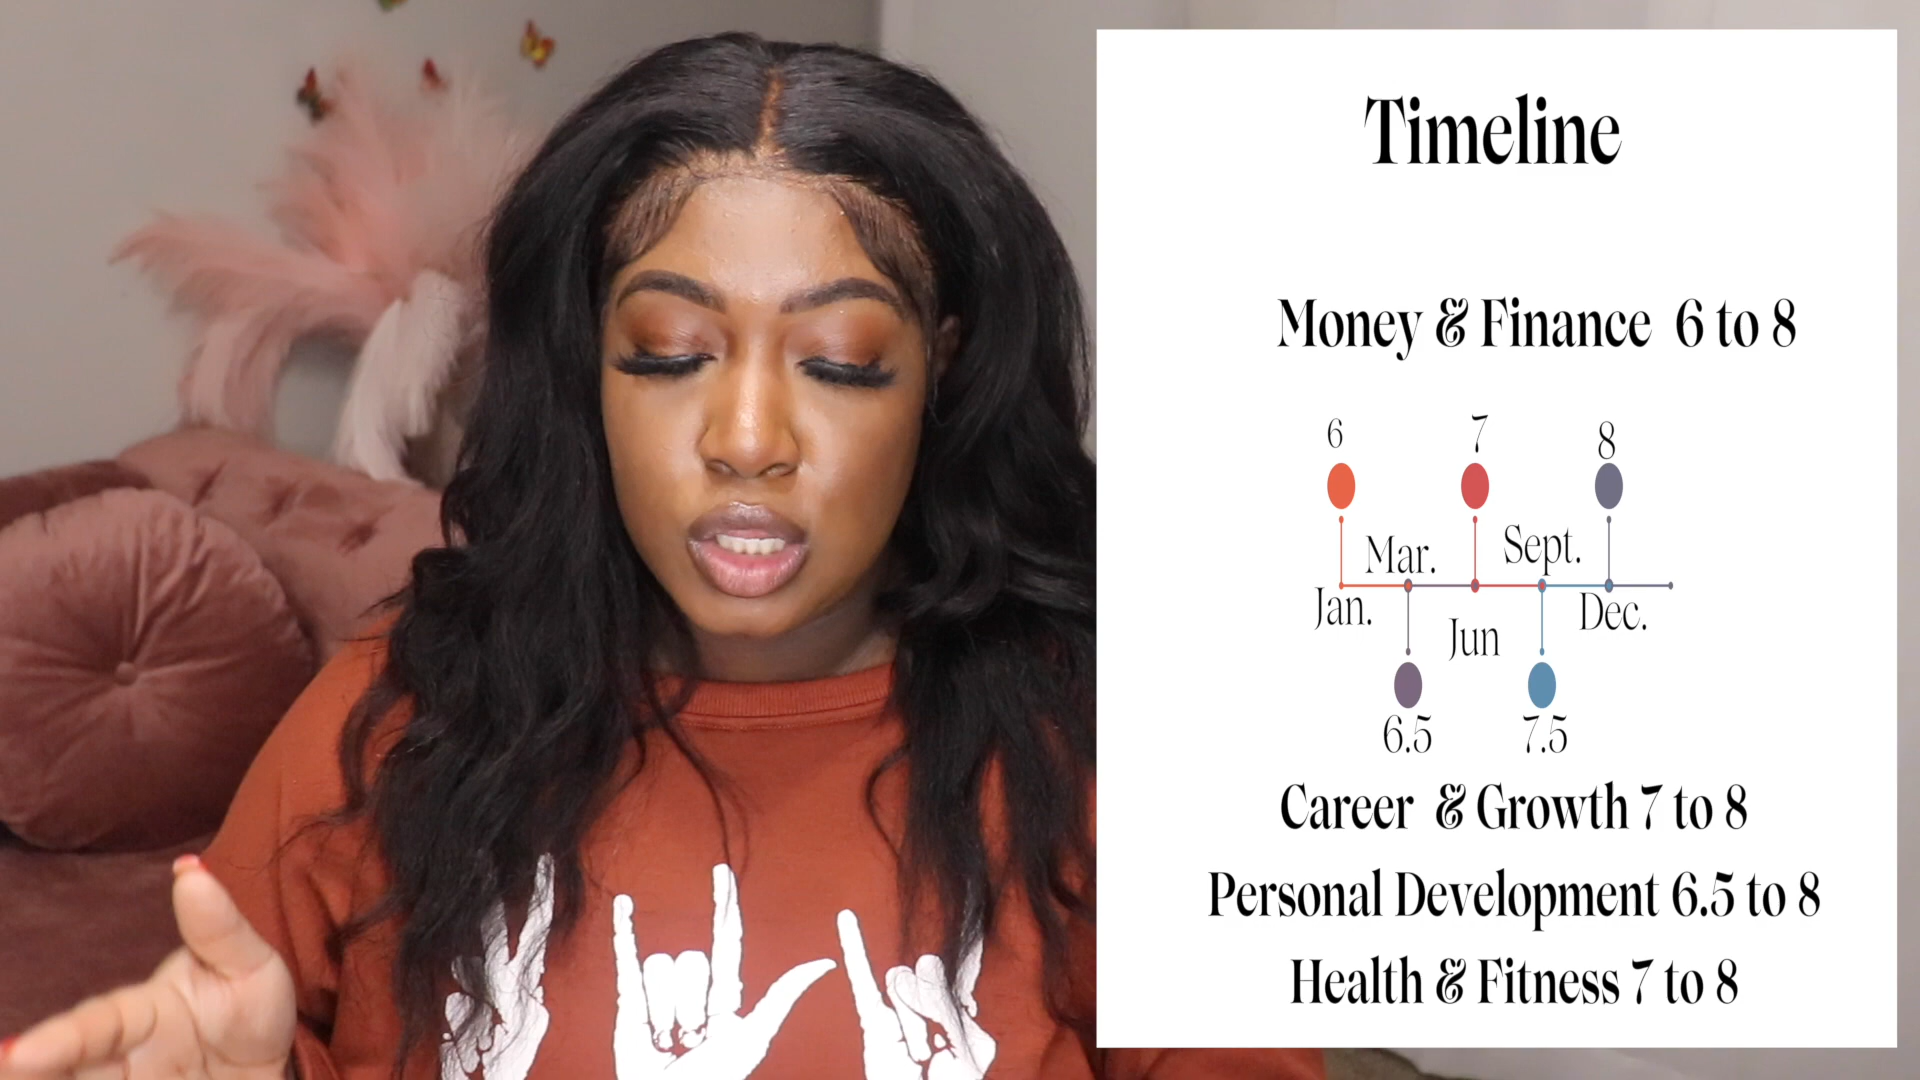 Timeline
Money & Finance 6 to 8
6 7 8
Mar. Sept.
Jan. Jun Dec.
6.5 7.5
Career & Growth 7 to 8
Personal Development 6.5 to 8
Health & Fitness 7 to 8